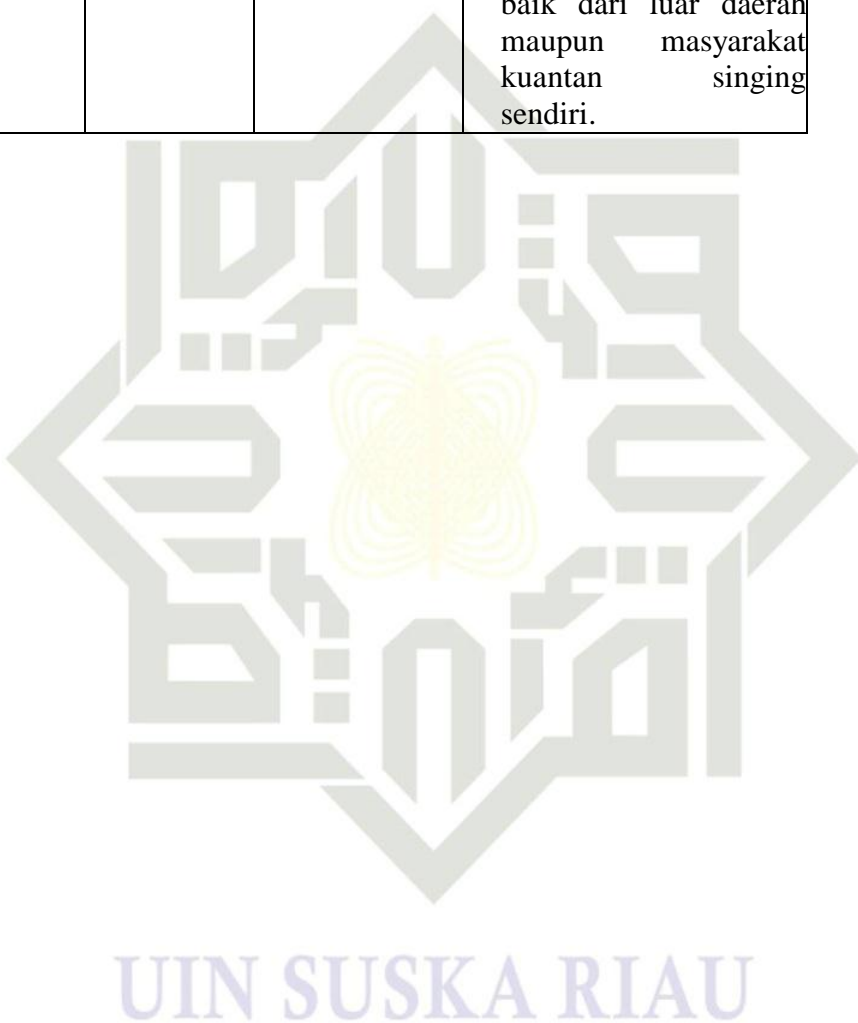 baik dari luar daerah
maupun masyarakat
kuantan singing
sendiri.
UIN SUSKA RIAU